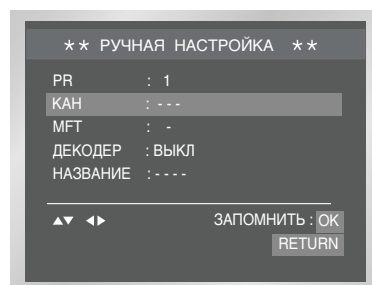 ** РУЧНАЯ НАСТРОЙКА **
PR : 1
КАН : - - -
MFT : -
ДЕКОДЕР : ВЫКЛ
НАЗВАНИЕ : - - - -
▲▼ ◀▶ ЗАПОМНИТЬ : OK
RETURN